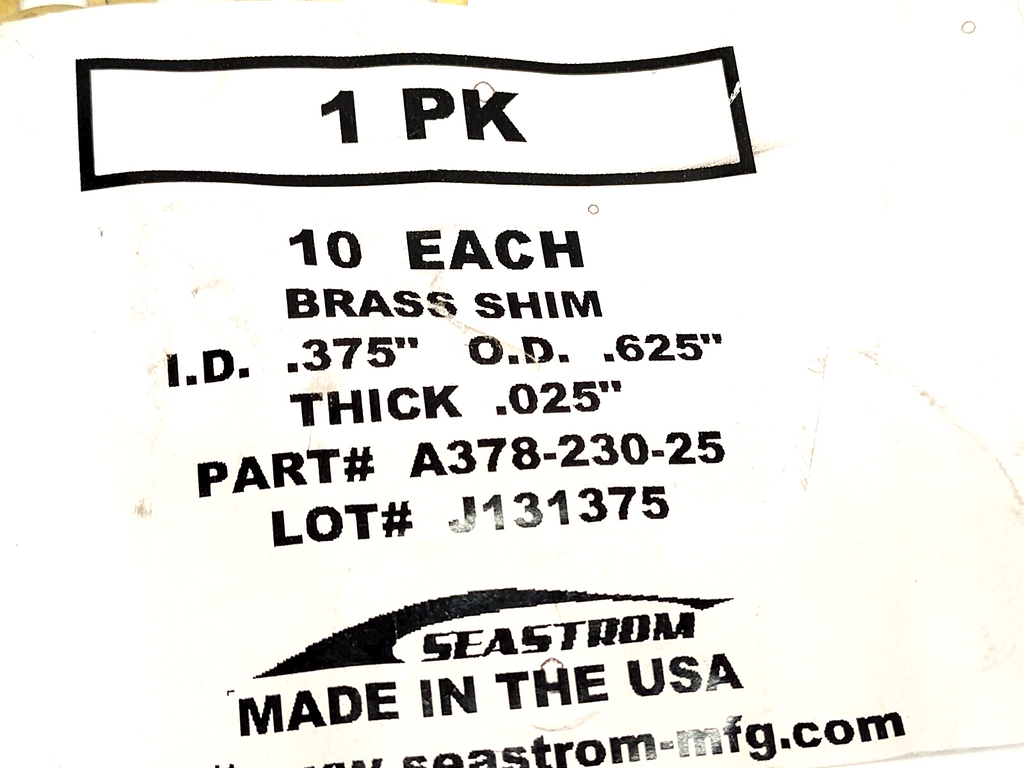 1 PK
10 EACH
BRASS SHIM
I.D. .375" O.D. .625"
THICK .025"
PART# A378-230-25
LOT# J131375
SEASTROM
MADE IN THE USA
www.seastrom-mfg.com